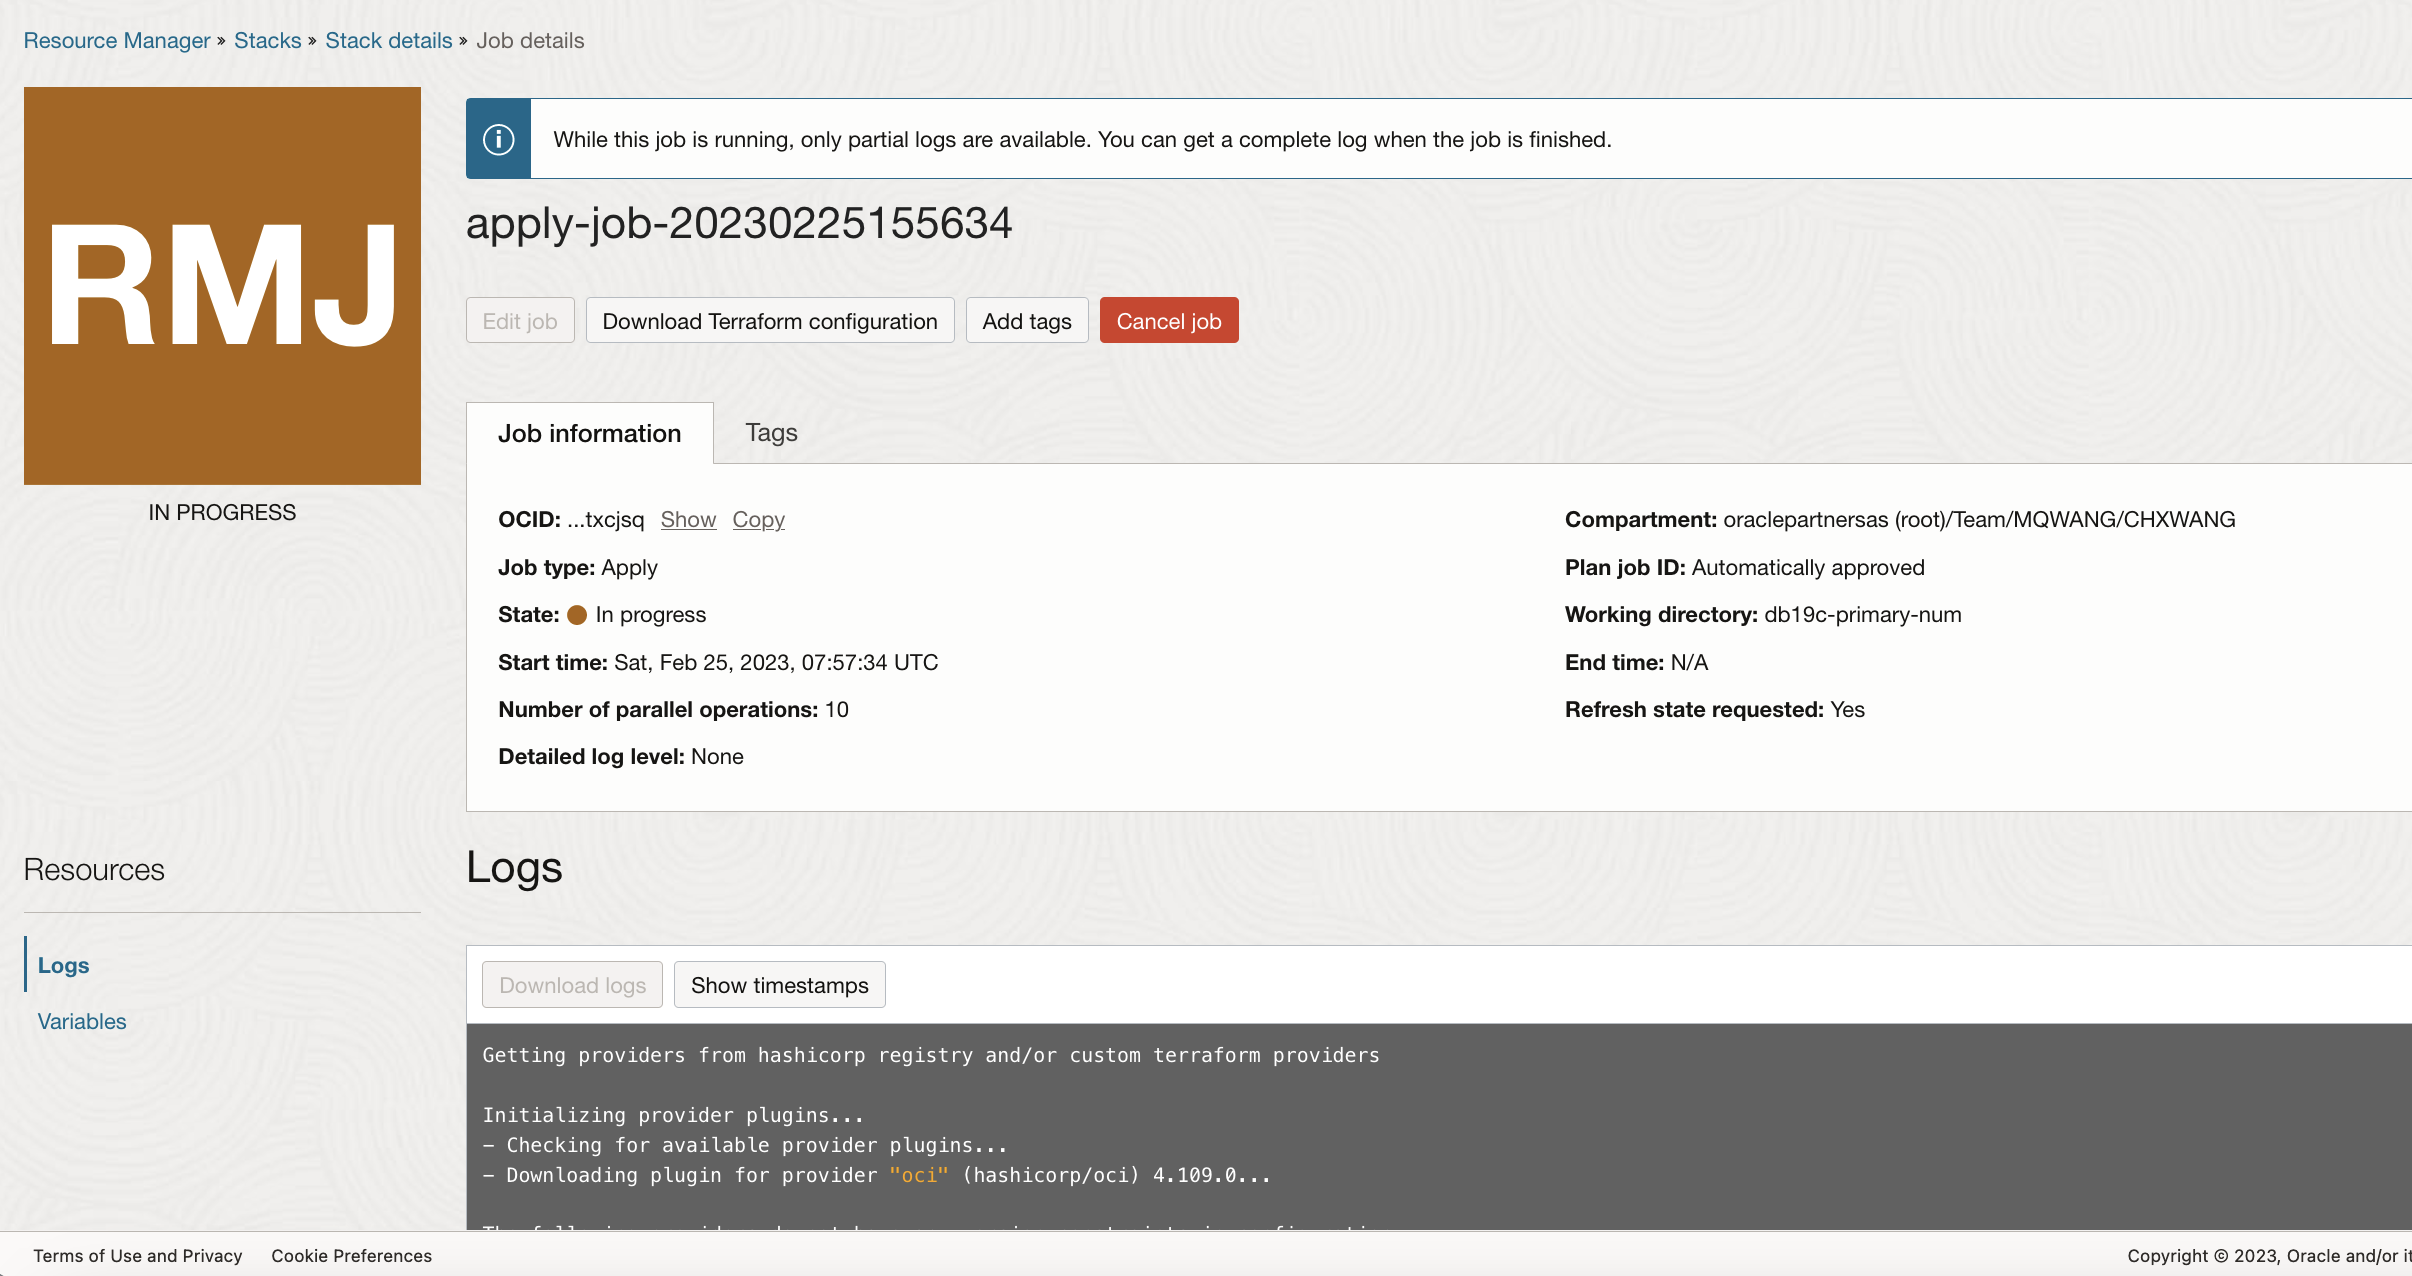 Resource Manager » Stacks » Stack details » Job details
RMJ
IN PROGRESS
While this job is running, only partial logs are available. You can get a complete log when the job is finished.
apply-job-20230225155634
Edit job
Download Terraform configuration
Add tags
Cancel job
Job information
Tags
OCID: ...txcjsq Show Copy
Job type: Apply
State: In progress
Start time: Sat, Feb 25, 2023, 07:57:34 UTC
Number of parallel operations: 10
Detailed log level: None
Compartment: oraclepartnersas (root)/Team/MQWANG/CHXWANG
Plan job ID: Automatically approved
Working directory: db19c-primary-num
End time: N/A
Refresh state requested: Yes
Resources
Logs
Variables
Logs
Download logs
Show timestamps
Getting providers from hashicorp registry and/or custom terraform providers
Initializing provider plugins...
- Checking for available provider plugins...
- Downloading plugin for provider "oci" (hashicorp/oci) 4.109.0...
Terms of Use and Privacy
Cookie Preferences
Copyright © 2023, Oracle and/or